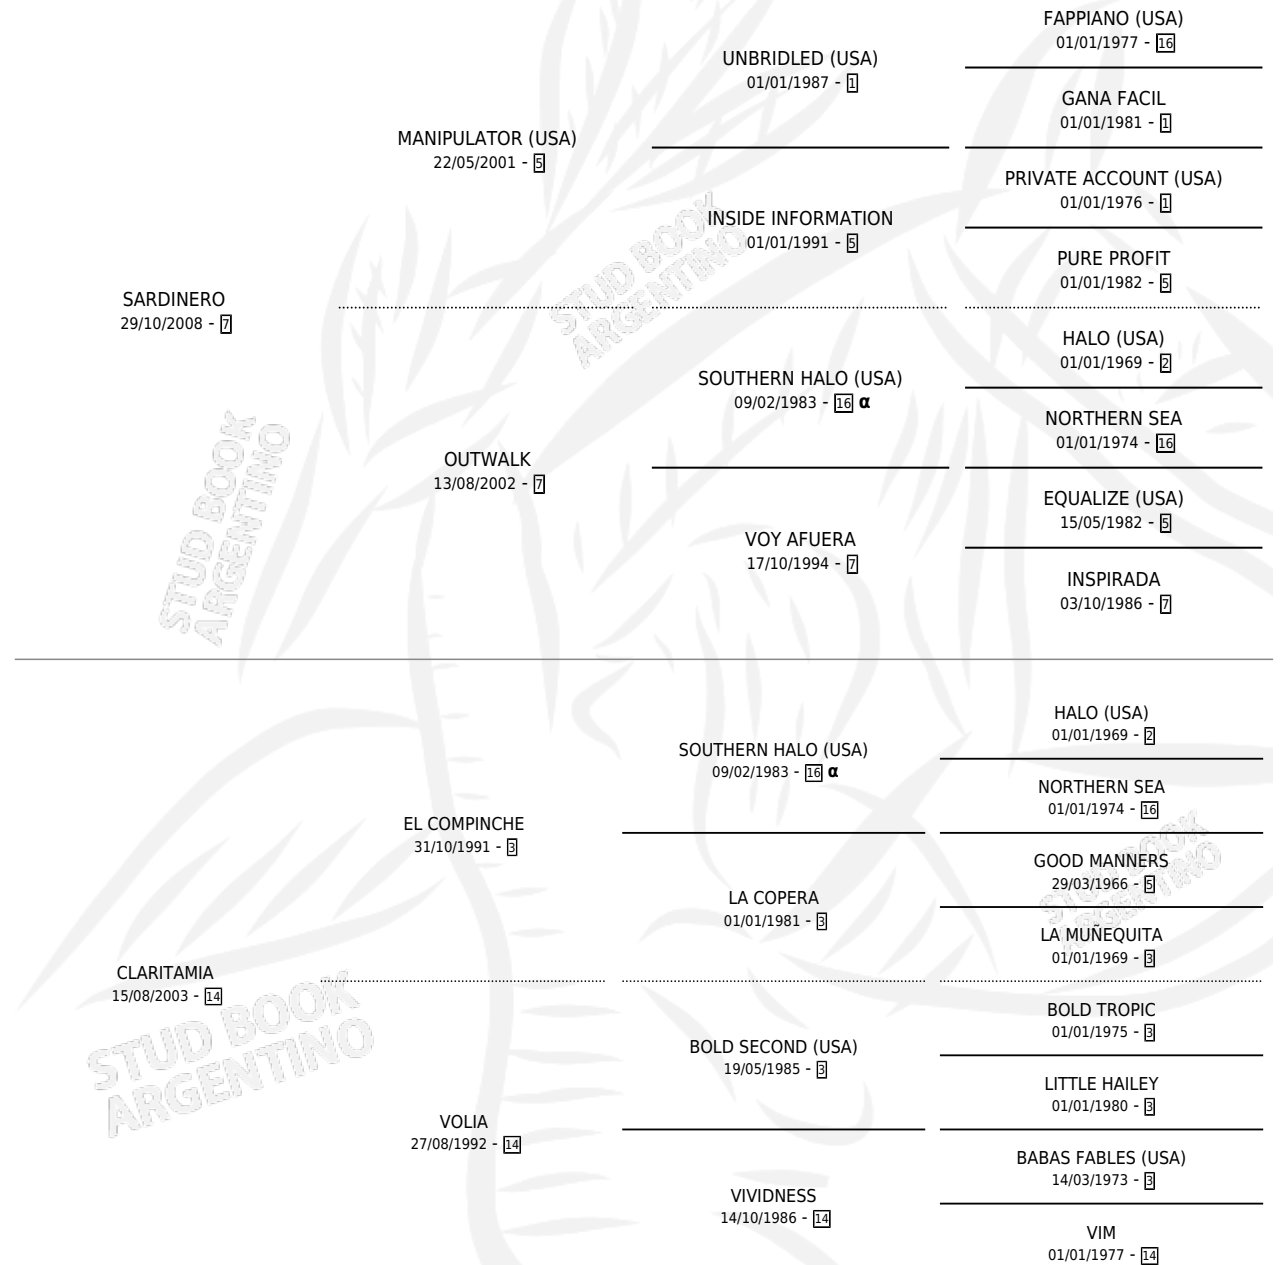 FAPPIANO (USA)
01/01/1977 - 16
UNBRIDLED (USA)
01/01/1987 - 1
GANA FACIL
01/01/1981 - 1
MANIPULATOR (USA)
22/05/2001 - 5
PRIVATE ACCOUNT (USA)
01/01/1976 - 1
INSIDE INFORMATION
01/01/1991 - 5
PURE PROFIT
01/01/1982 - 5
SARDINERO
29/10/2008 - 7
HALO (USA)
01/01/1969 - 2
SOUTHERN HALO (USA)
09/02/1983 - 16 α
NORTHERN SEA
01/01/1974 - 16
OUTWALK
13/08/2002 - 7
EQUALIZE (USA)
15/05/1982 - 5
VOY AFUERA
17/10/1994 - 7
INSPIRADA
03/10/1986 - 7
HALO (USA)
01/01/1969 - 2
SOUTHERN HALO (USA)
09/02/1983 - 16 α
NORTHERN SEA
01/01/1974 - 16
EL COMPINCHE
31/10/1991 - 3
GOOD MANNERS
29/03/1966 - 5
LA COPERA
01/01/1981 - 3
LA MUÑEQUITA
01/01/1969 - 3
CLARITAMIA
15/08/2003 - 14
BOLD TROPIC
01/01/1975 - 3
BOLD SECOND (USA)
19/05/1985 - 3
LITTLE HAILEY
01/01/1980 - 3
VOLIA
27/08/1992 - 14
BABAS FABLES (USA)
14/03/1973 - 3
VIVIDNESS
14/10/1986 - 14
VIM
01/01/1977 - 14
STUD BOOK
ARGENTINO
STUD BOOK
ARGENTINO
STUD BOOK
ARGENTINO
STUD BOOK
ARGENTINO